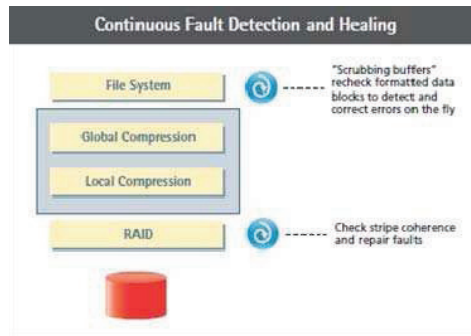 Continuous Fault Detection and Healing
File System
"Scrubbing buffers"
recheck formatted data
blocks to detect and
correct errors on the fly
Global Compression
Local Compression
RAID
Check stripe coherence
and repair faults